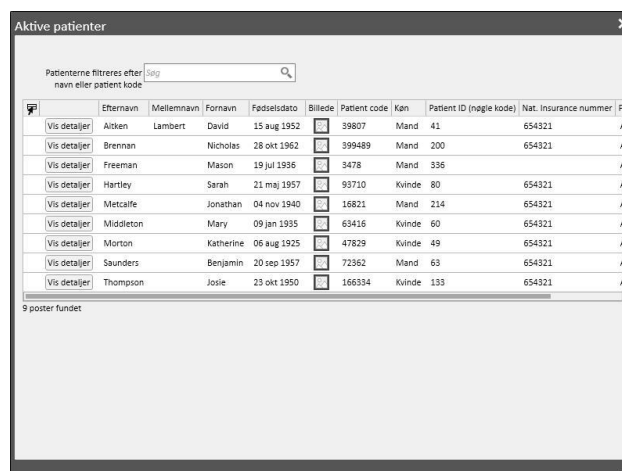 Aktive patienter
Patienterne filtreres efter Søg
navn eller patient kode
Efternavn Mellemnavn Fornavn Fødselsdato Billede Patient code Køn Patient ID (nøgle kode) Nat. Insurance nummer
Vis detaljer Aitken Lambert David 15 aug 1952 39807 Mand 41 654321
Vis detaljer Brennan Nicholas 28 okt 1962 399489 Mand 200 654321
Vis detaljer Freeman Mason 19 jul 1936 3478 Mand 336
Vis detaljer Hartley Sarah 21 maj 1957 93710 Kvinde 80 654321
Vis detaljer Metcalfe Jonathan 04 nov 1940 16821 Mand 214 654321
Vis detaljer Middleton Mary 09 jan 1935 63416 Kvinde 60 654321
Vis detaljer Morton Katherine 06 aug 1925 47829 Kvinde 49 654321
Vis detaljer Saunders Benjamin 20 sep 1957 72362 Mand 63 654321
Vis detaljer Thompson Josie 23 okt 1950 166334 Kvinde 133 654321
9 poster fundet